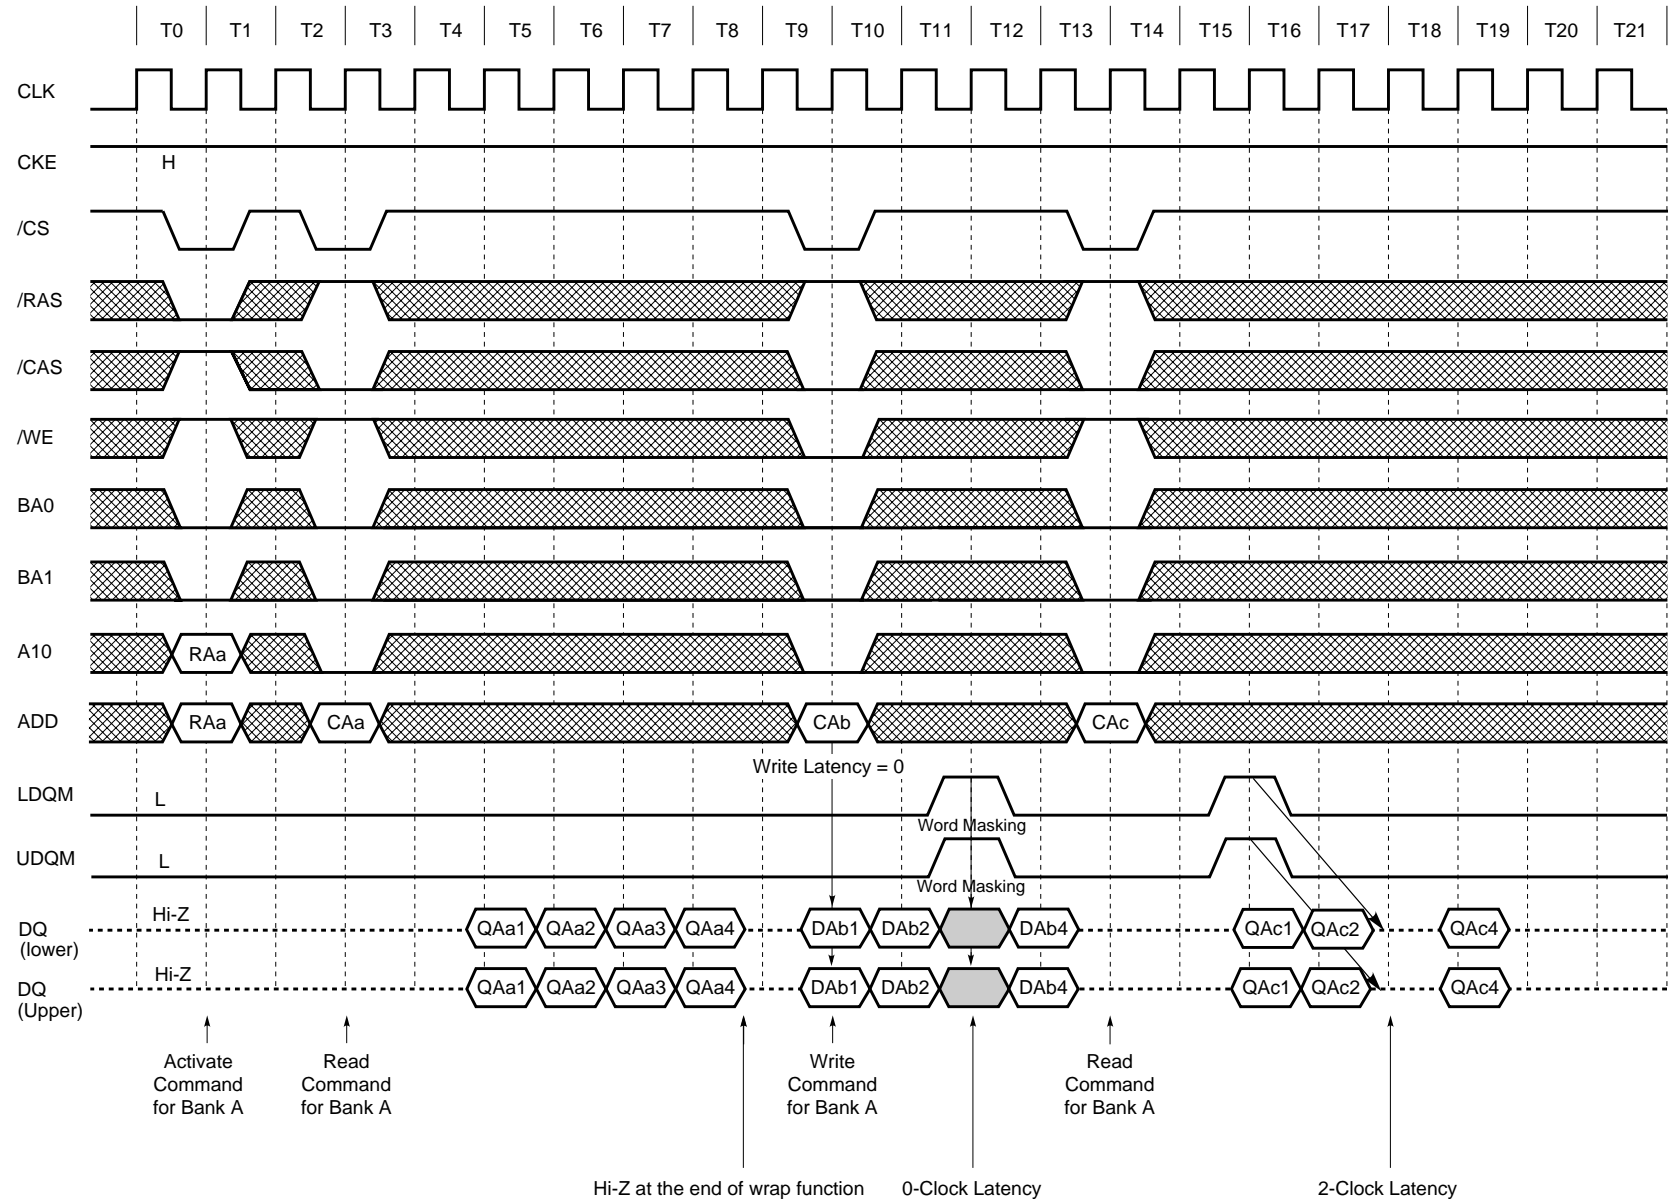 T0 T1 T2 T3 T4 T5 T6 T7 T8 T9 T10 T11 T12 T13 T14 T15 T16 T17 T18 T19 T20 T21
CLK
CKE H
/CS
/RAS
/CAS
/WE
BA0
BA1
A10 RAa
ADD RAa CAa CAb CAc
Write Latency = 0
LDQM L
Word Masking
UDQM L
Word Masking
Hi-Z
DQ (lower) QAa1 QAa2 QAa3 QAa4 DAb1 DAb2 DAb4 QAc1 QAc2 QAc4
Hi-Z
DQ (Upper) QAa1 QAa2 QAa3 QAa4 DAb1 DAb2 DAb4 QAc1 QAc2 QAc4
Activate
Command
for Bank A
Read
Command
for Bank A
Write
Command
for Bank A
Read
Command
for Bank A
Hi-Z at the end of wrap function
0-Clock Latency
2-Clock Latency